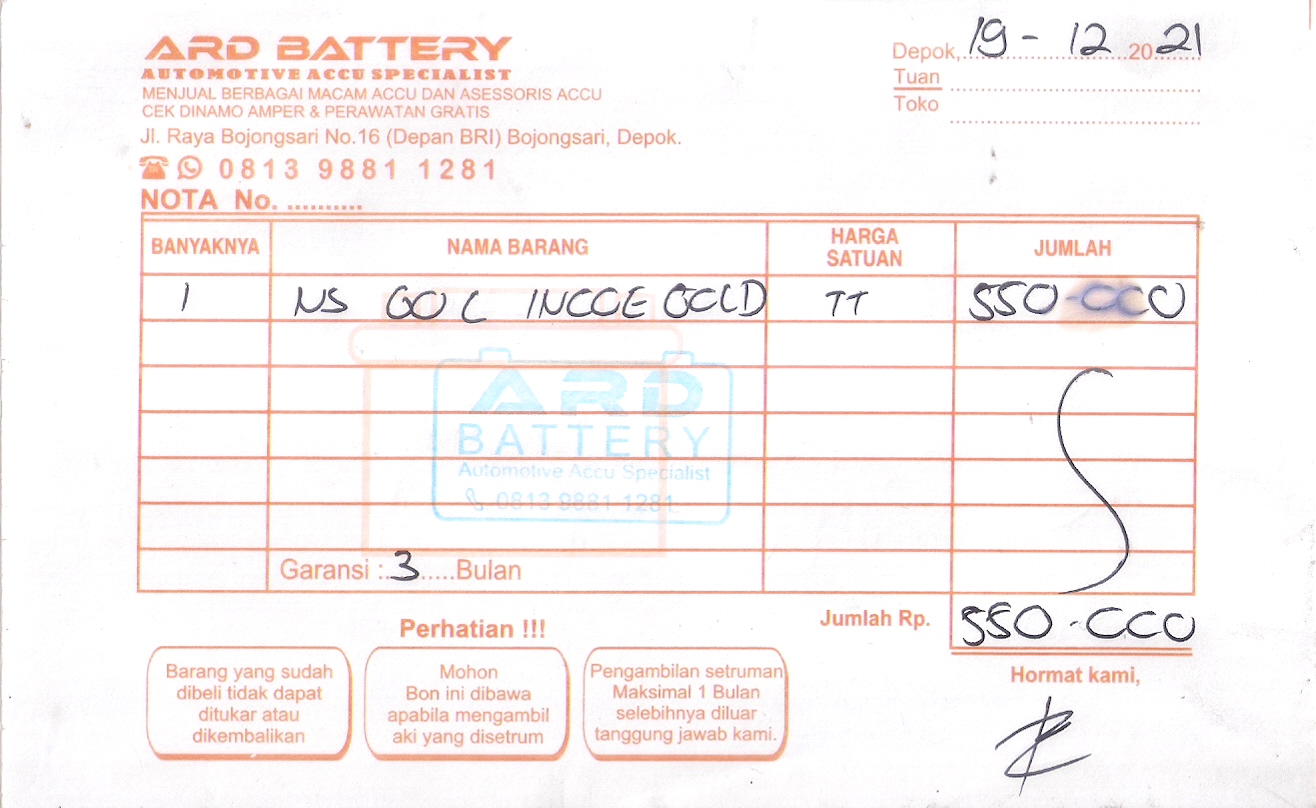 ARD BATTERY
AUTOMOTIVE ACCU SPECIALIST
MENJUAL BERBAGAI MACAM ACCU DAN ASESSORIS ACCU
CEK DINAMO AMPER & PERAWATAN GRATIS
Jl. Raya Bojongsari No.16 (Depan BRI) Bojongsari, Depok.
0813 9881 1281
NOTA No. ..........
Depok, 19 - 12 2021
Tuan
Toko
BANYAKNYA NAMA BARANG HARGA SATUAN JUMLAH
1 NS 60 L INCOE GOLD TT 550-000
ARD
BATTERY
Automotive Accu Specialist
0813 9881 1281
Garansi : 3 Bulan
Jumlah Rp. 550-000
Perhatian !!!
Barang yang sudah
dibeli tidak dapat
ditukar atau
dikembalikan
Mohon
Bon ini dibawa
apabila mengambil
aki yang disetrum
Pengambilan setruman
Maksimal 1 Bulan
selebihnya diluar
tanggung jawab kami.
Hormat kami,